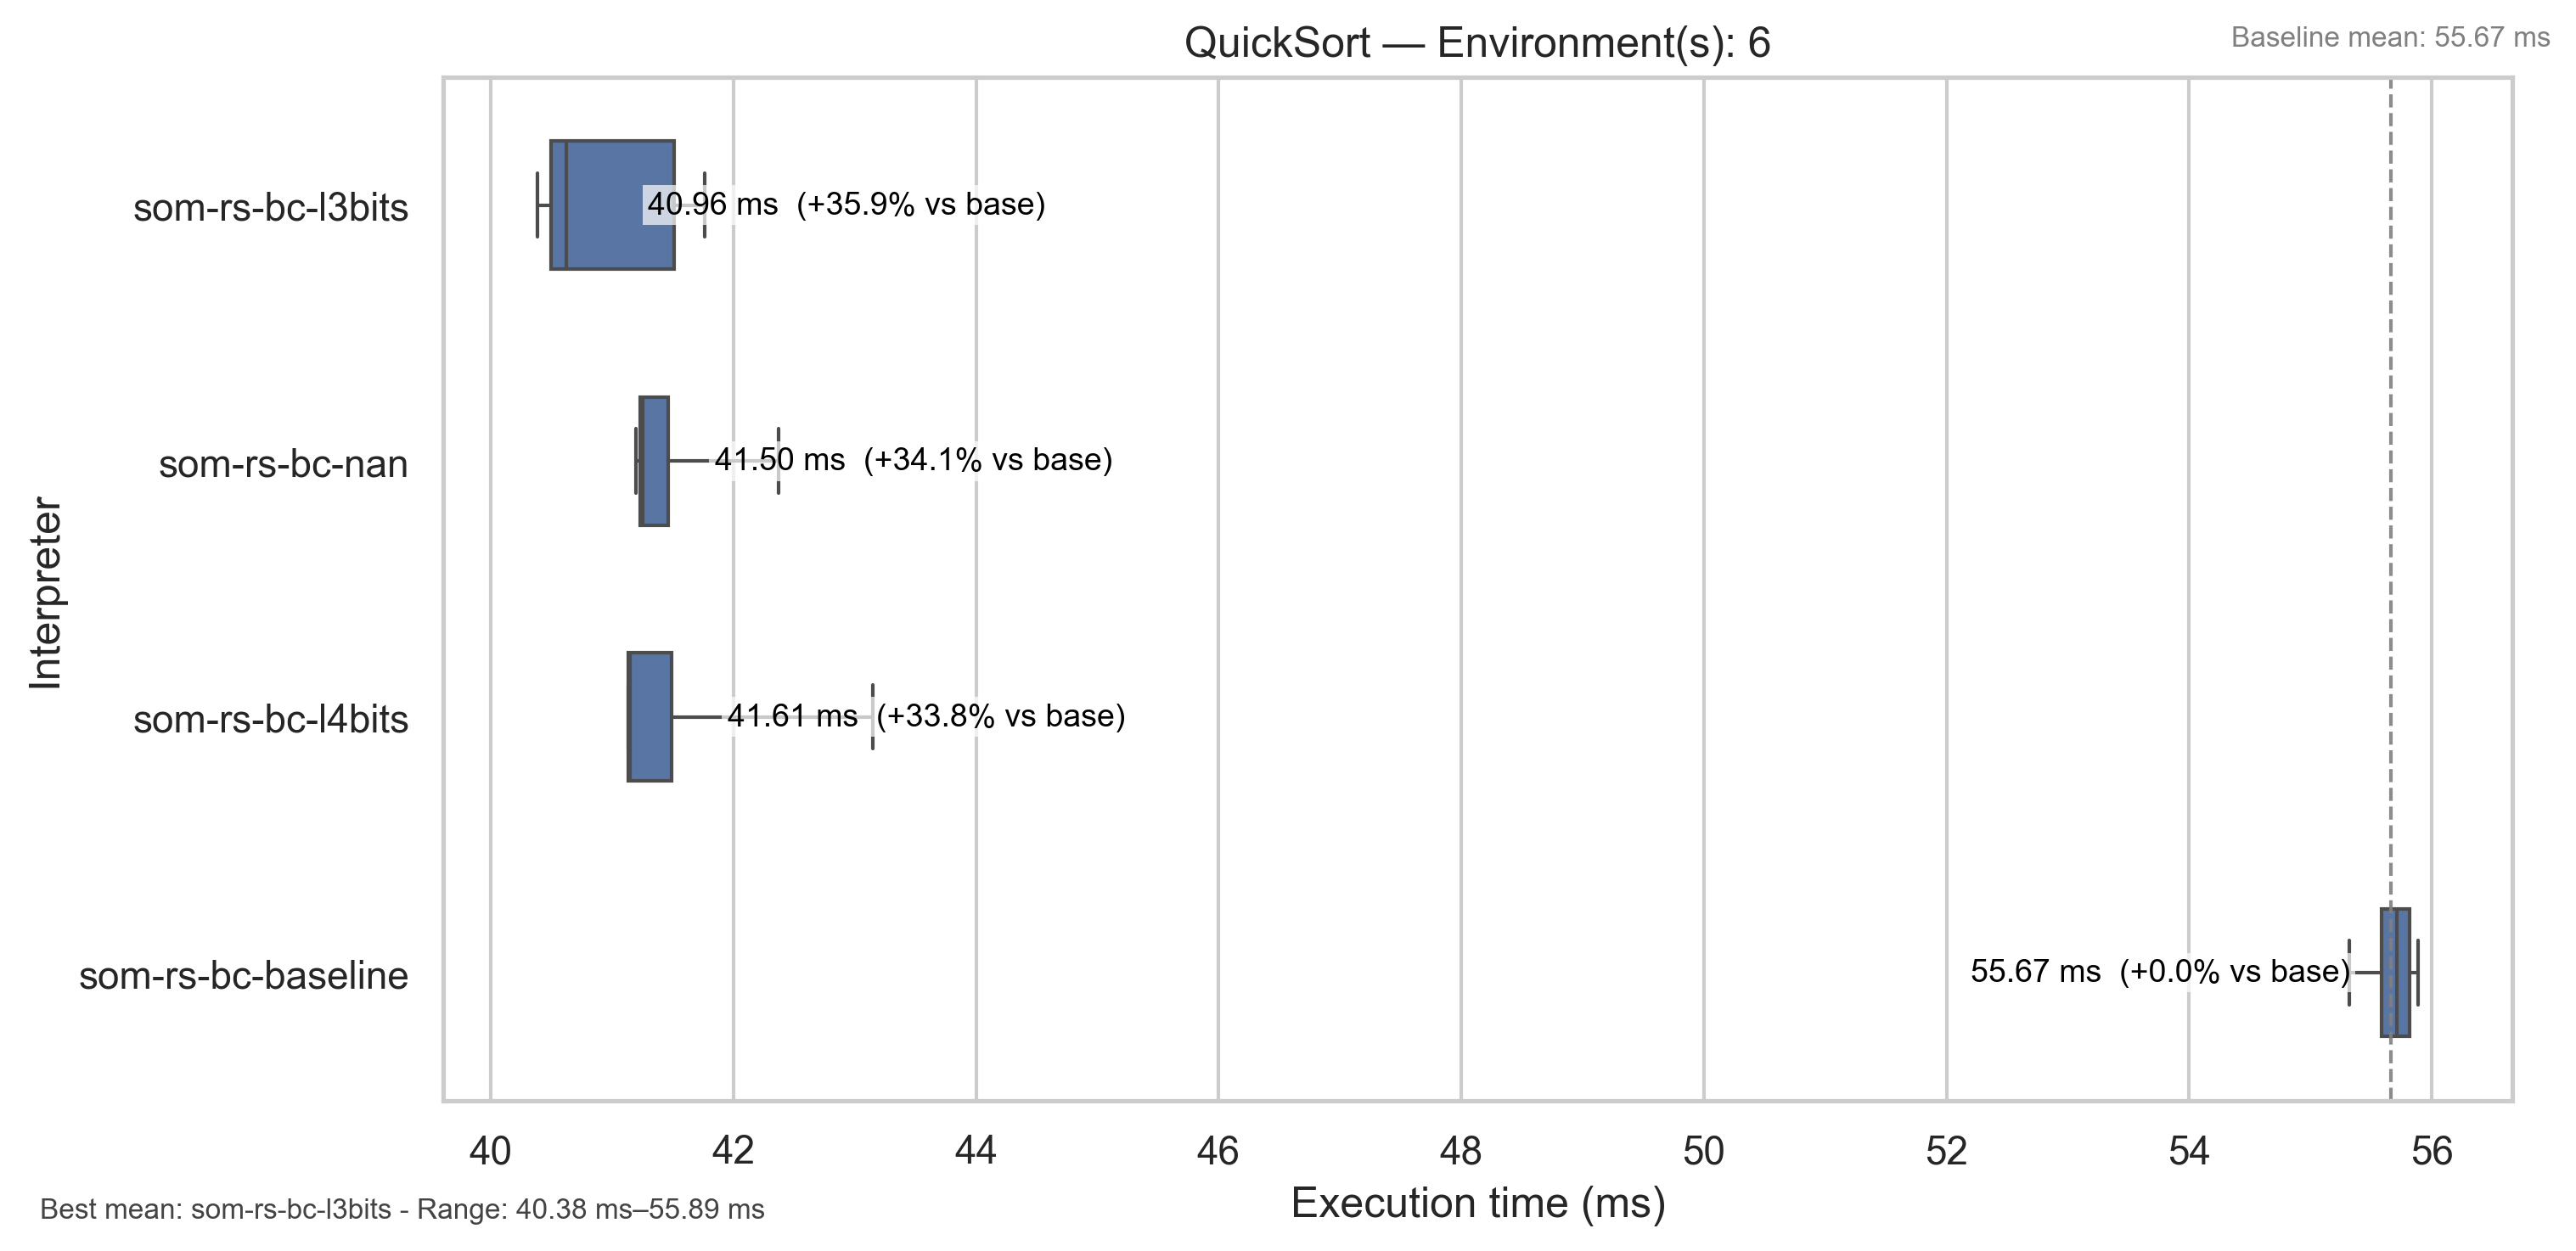 QuickSort — Environment(s): 6
Baseline mean: 55.67 ms
Interpreter
som-rs-bc-l3bits
40.96 ms (+35.9% vs base)
som-rs-bc-nan
41.50 ms (+34.1% vs base)
som-rs-bc-l4bits
41.61 ms (+33.8% vs base)
som-rs-bc-baseline
55.67 ms (+0.0% vs base)
40 42 44 46 48 50 52 54 56
Execution time (ms)
Best mean: som-rs-bc-l3bits - Range: 40.38 ms–55.89 ms